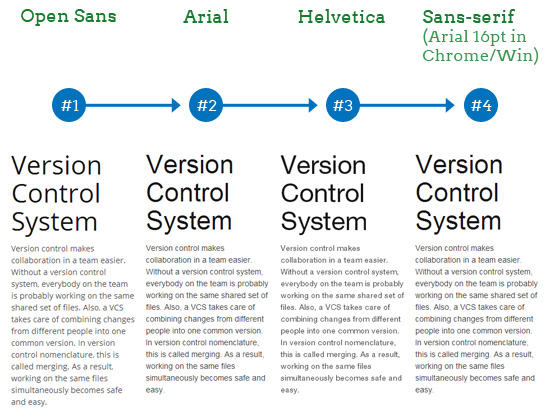 Open Sans
Arial
Helvetica
Sans-serif
(Arial 16pt in
Chrome/Win)
#1
#2
#3
#4
Version
Control
System
Version control makes
collaboration in a team easier.
Without a version control
system, everybody on the team
is probably working on the same
shared set of files. Also, a VCS
takes care of combining changes
from different people into one
common version. In version
control nomenclature, this is
called merging. As a result,
working on the same files
simultaneously becomes safe
and easy.
Version
Control
System
Version control makes
collaboration in a team easier.
Without a version control system,
everybody on the team is probably
working on the same shared set of
files. Also, a VCS takes care of
combining changes from different
people into one common version.
In version control nomenclature,
this is called merging. As a result,
working on the same files
simultaneously becomes safe and
easy.
Version
Control
System
Version control makes
collaboration in a team easier.
Without a version control system,
everybody on the team is probably
working on the same shared set of
files. Also, a VCS takes care of
combining changes from different
people into one common version.
In version control nomenclature,
this is called merging. As a result,
working on the same files
simultaneously becomes safe and
easy.
Version
Control
System
Version control makes
collaboration in a team easier.
Without a version control system,
everybody on the team is probably
working on the same shared set of
files. Also, a VCS takes care of
combining changes from different
people into one common version.
In version control nomenclature,
this is called merging. As a result,
working on the same files
simultaneously becomes safe and
easy.